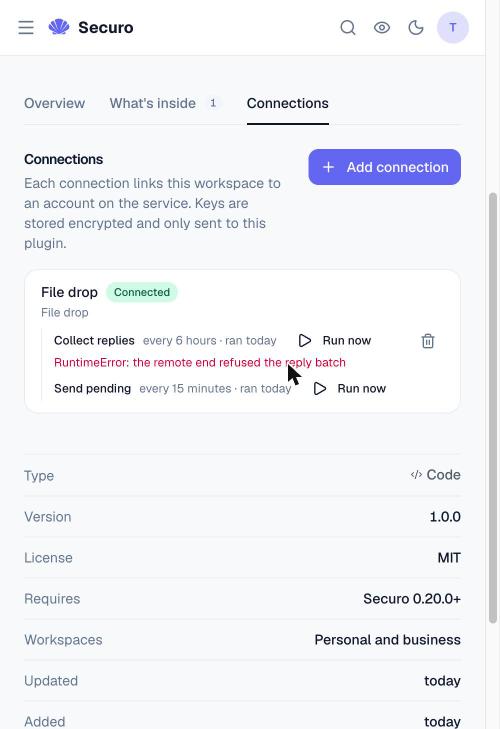 Securo
T
Overview What's inside 1 Connections
Connections
Add connection
Each connection links this workspace to
an account on the service. Keys are
stored encrypted and only sent to this
plugin.
File drop Connected
File drop
Collect replies every 6 hours · ran today Run now
RuntimeError: the remote end refused the reply batch
Send pending every 15 minutes · ran today Run now
Type </> Code
Version 1.0.0
License MIT
Requires Securo 0.20.0+
Workspaces Personal and business
Updated today
Added today